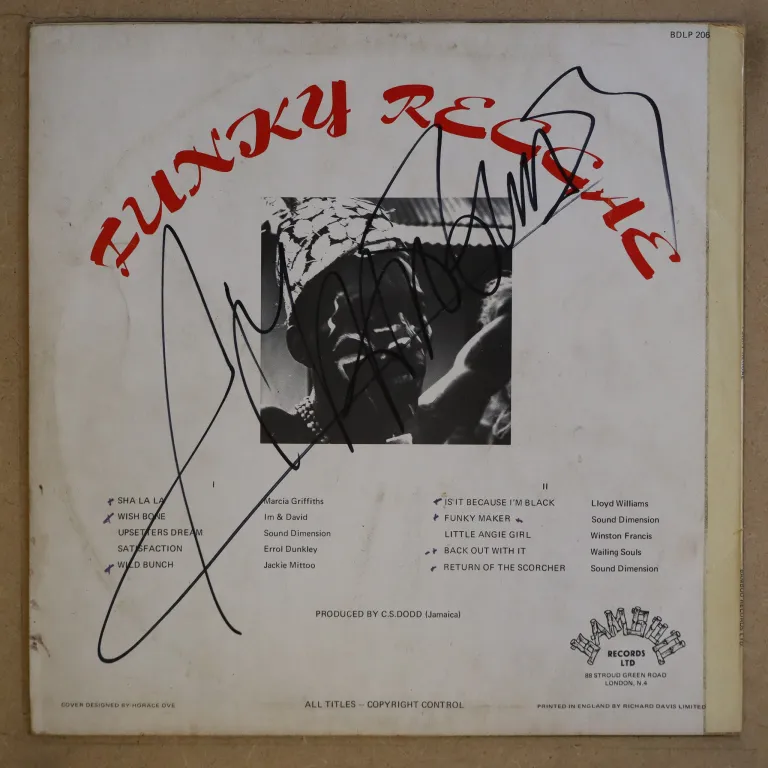 BDLP 206
FUNKY REGGAE
I
SHA LA LA Marcia Griffiths
WISH BONE Im & David
UPSETTERS DREAM Sound Dimension
SATISFACTION Errol Dunkley
WILD BUNCH Jackie Mittoo
II
IS IT BECAUSE I'M BLACK Lloyd Williams
FUNKY MAKER Sound Dimension
LITTLE ANGIE GIRL Winston Francis
BACK OUT WITH IT Wailing Souls
RETURN OF THE SCORCHER Sound Dimension
PRODUCED BY C.S.DODD (Jamaica)
BAMBOO
RECORDS
LTD
88 STROUD GREEN ROAD
LONDON, N.4
COVER DESIGNED BY HORACE OVE
ALL TITLES – COPYRIGHT CONTROL
PRINTED IN ENGLAND BY RICHARD DAVIS LIMITED